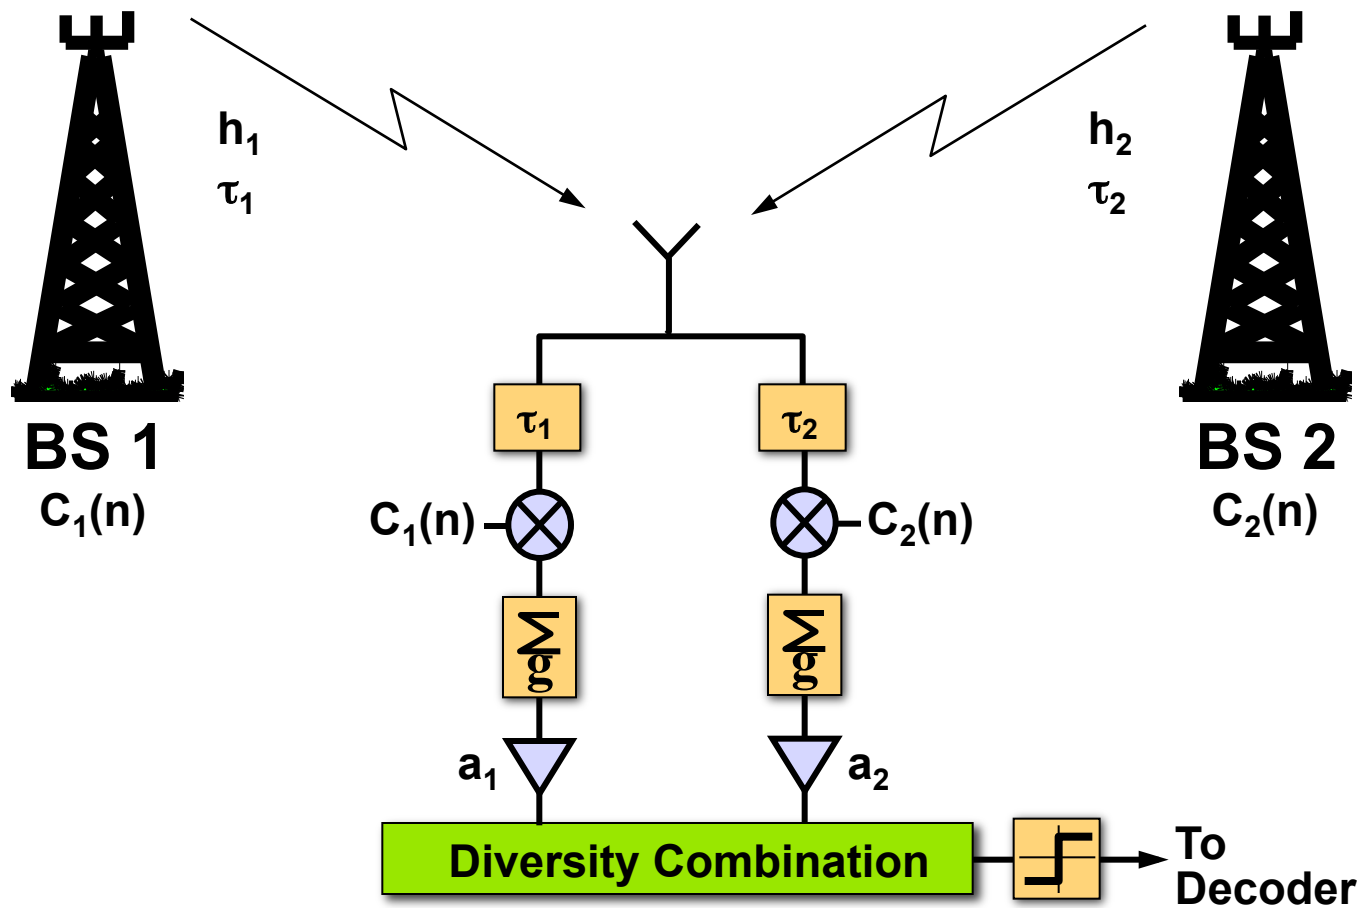 h₁
τ₁
h₂
τ₂
BS 1
C₁(n)
BS 2
C₂(n)
τ₁
τ₂
C₁(n)
C₂(n)
Σ
g
Σ
g
a₁
a₂
Diversity Combination
To
Decoder